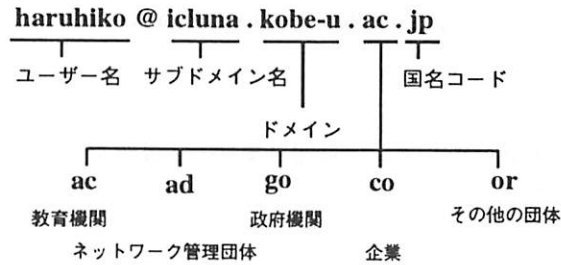 haruhiko @ icluna . kobe-u . ac . jp
ユーザー名 サブドメイン名 国名コード
ドメイン
ac ad go co or
教育機関 政府機関 その他の団体
ネットワーク管理団体 企業